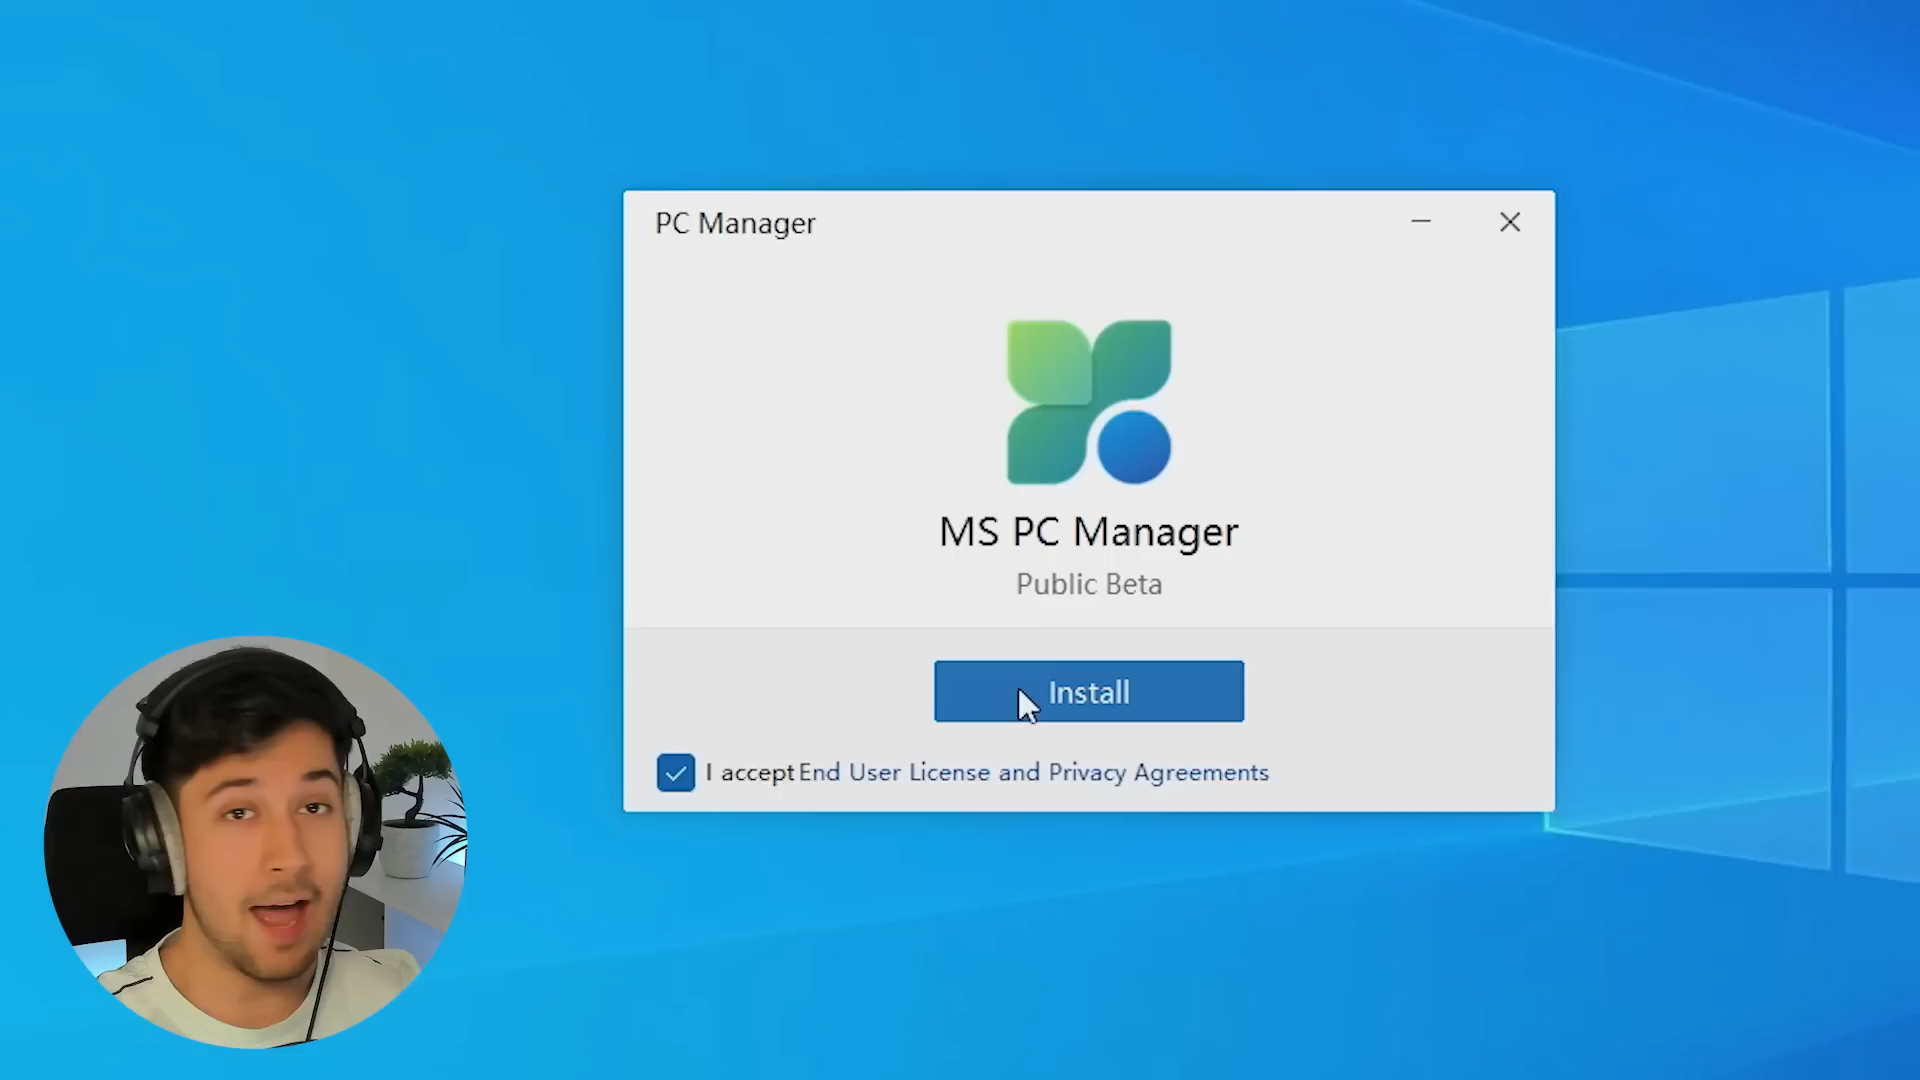 PC Manager
MS PC Manager
Public Beta
Install
I accept End User License and Privacy Agreements